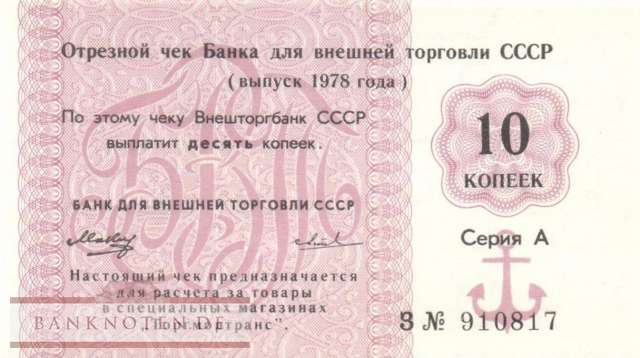 Отрезной чек Банка для внешней торговли СССР
(выпуск 1978 года)
По этому чеку Внешторгбанк СССР
выплатит десять копеек.
10
КОПЕЕК
БАНК ДЛЯ ВНЕШНЕЙ ТОРГОВЛИ СССР
Серия А
Настоящий чек предназначается
для расчета за товары
в специальных магазинах
„Торгмортранс".
З № 910817